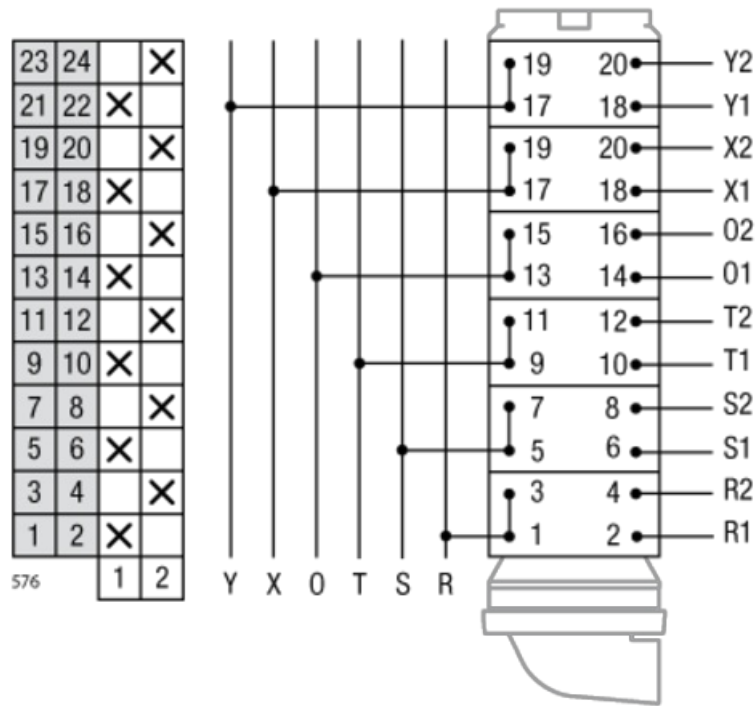 23 24 X
21 22 X
19 20 X
17 18 X
15 16 X
13 14 X
11 12 X
9 10 X
7 8 X
5 6 X
3 4 X
1 2 X
576 1 2
Y X O T S R
19 20 Y2
17 18 Y1
19 20 X2
17 18 X1
15 16 O2
13 14 O1
11 12 T2
9 10 T1
7 8 S2
5 6 S1
3 4 R2
1 2 R1